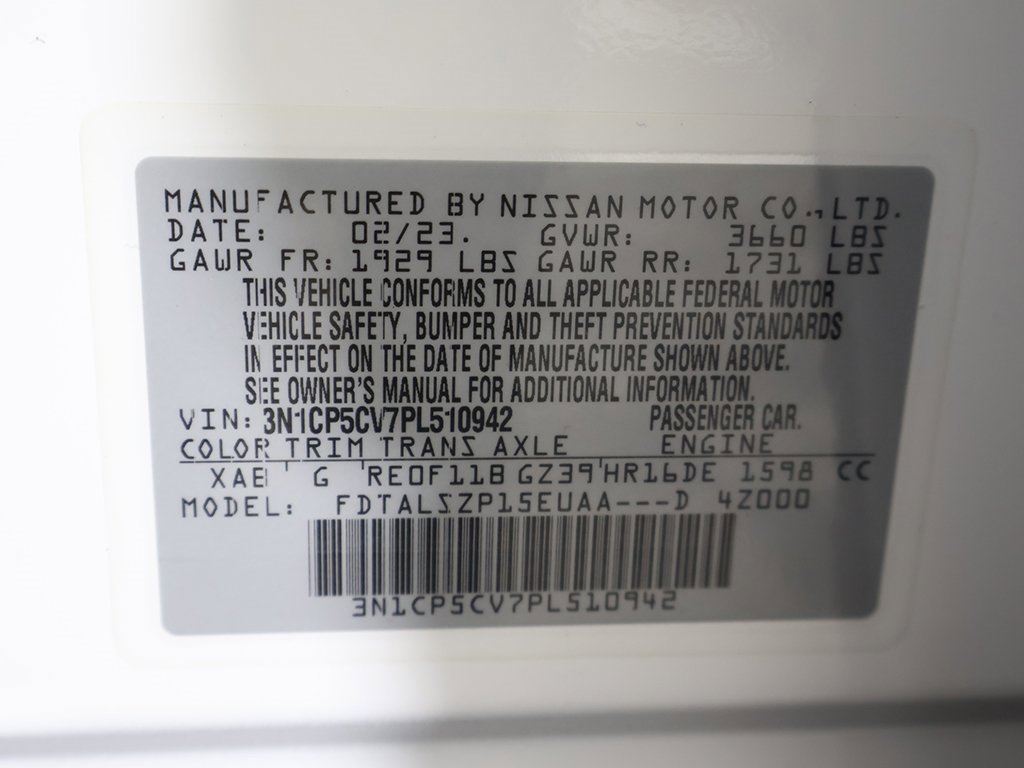 MANUFACTURED BY NISSAN MOTOR CO., LTD.
DATE: 02/23. GVWR: 3660 LBS
GAWR FR: 1929 LBS GAWR RR: 1731 LBS
THIS VEHICLE CONFORMS TO ALL APPLICABLE FEDERAL MOTOR
VEHICLE SAFETY, BUMPER AND THEFT PREVENTION STANDARDS
IN EFFECT ON THE DATE OF MANUFACTURE SHOWN ABOVE.
SEE OWNER'S MANUAL FOR ADDITIONAL INFORMATION.
VIN: 3N1CP5CV7PL510942 PASSENGER CAR.
COLOR TRIM TRANS AXLE ENGINE
XAB G RE0F11B GZ39 HR16DE 1598 CC
MODEL: FDTALSZP15EUAA---D 4Z000
3N1CP5CV7PL510942